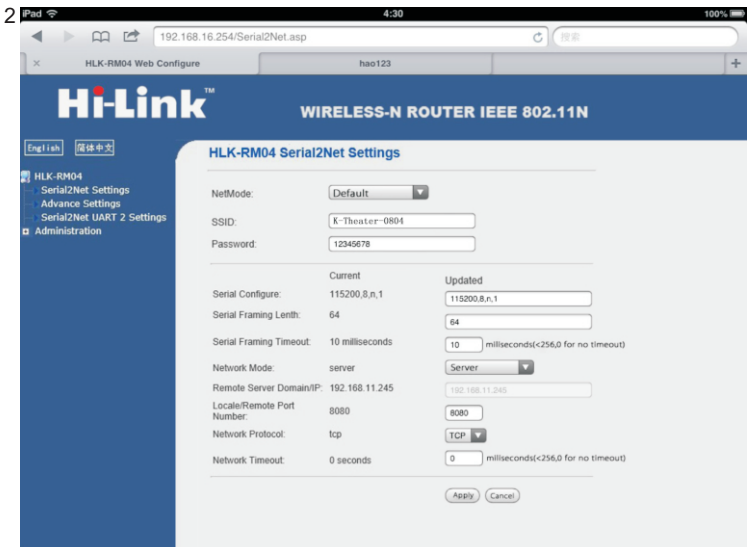 2
iPad 4:30 100%
192.168.16.254/Serial2Net.asp 搜索
HLK-RM04 Web Configure hao123
Hi-Link™ WIRELESS-N ROUTER IEEE 802.11N
English 简体中文
HLK-RM04
Serial2Net Settings
Advance Settings
Serial2Net UART 2 Settings
Administration
HLK-RM04 Serial2Net Settings
NetMode: Default
SSID: K-Theater-0804
Password: 12345678
Current Updated
Serial Configure: 115200,8,n,1 115200,8,n,1
Serial Framing Lenth: 64 64
Serial Framing Timeout: 10 milliseconds 10 milliseconds(<256,0 for no timeout)
Network Mode: server Server
Remote Server Domain/IP: 192.168.11.245 192.168.11.245
Locale/Remote Port
Number: 8080 8080
Network Protocol: tcp TCP
Network Timeout: 0 seconds 0 milliseconds(<256,0 for no timeout)
Apply Cancel